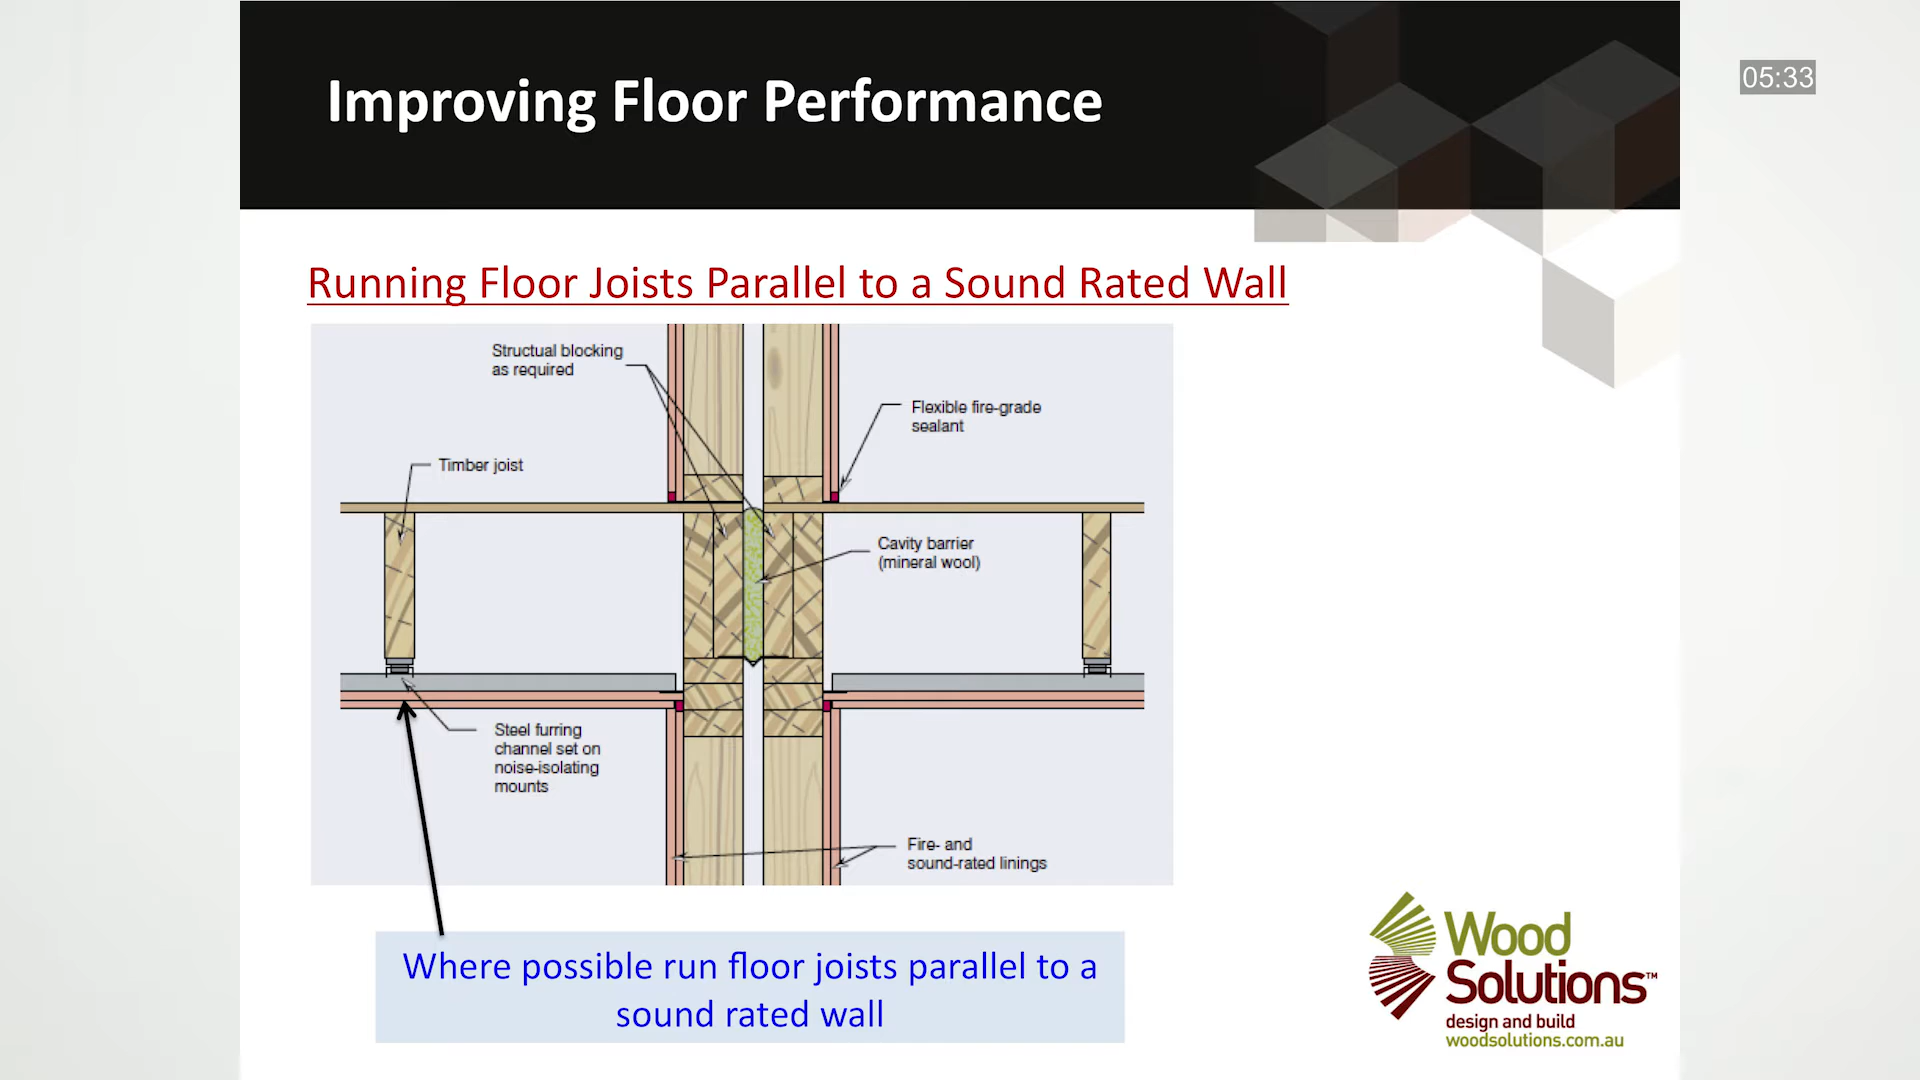 Improving Floor Performance
05:33
Running Floor Joists Parallel to a Sound Rated Wall
Structual blocking
as required
Flexible fire-grade
sealant
Timber joist
Cavity barrier
(mineral wool)
Steel furring
channel set on
noise-isolating
mounts
Fire- and
sound-rated linings
Where possible run floor joists parallel to a
sound rated wall
Wood
Solutions™
design and build
woodsolutions.com.au